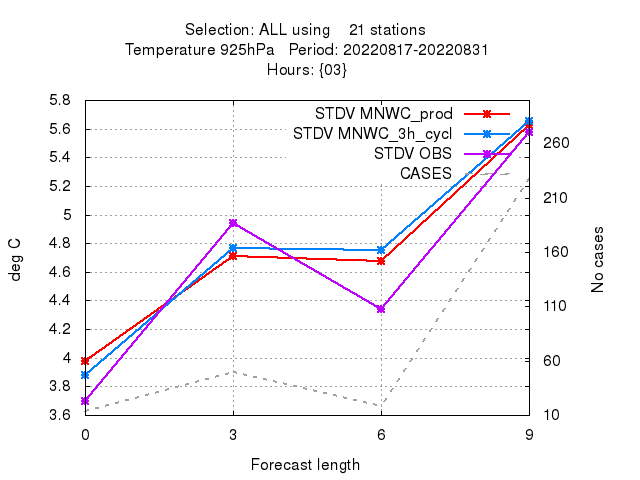 Selection: ALL using    21 stations
Temperature 925hPa   Period: 20220817-20220831
Hours: {03}
STDV MNWC_prod
STDV MNWC_3h_cycl
STDV OBS
CASES
5.8
5.6
5.4
5.2
5
4.8
4.6
4.4
4.2
4
3.8
3.6
deg C
260
210
160
110
60
10
No cases
0 3 6 9
Forecast length